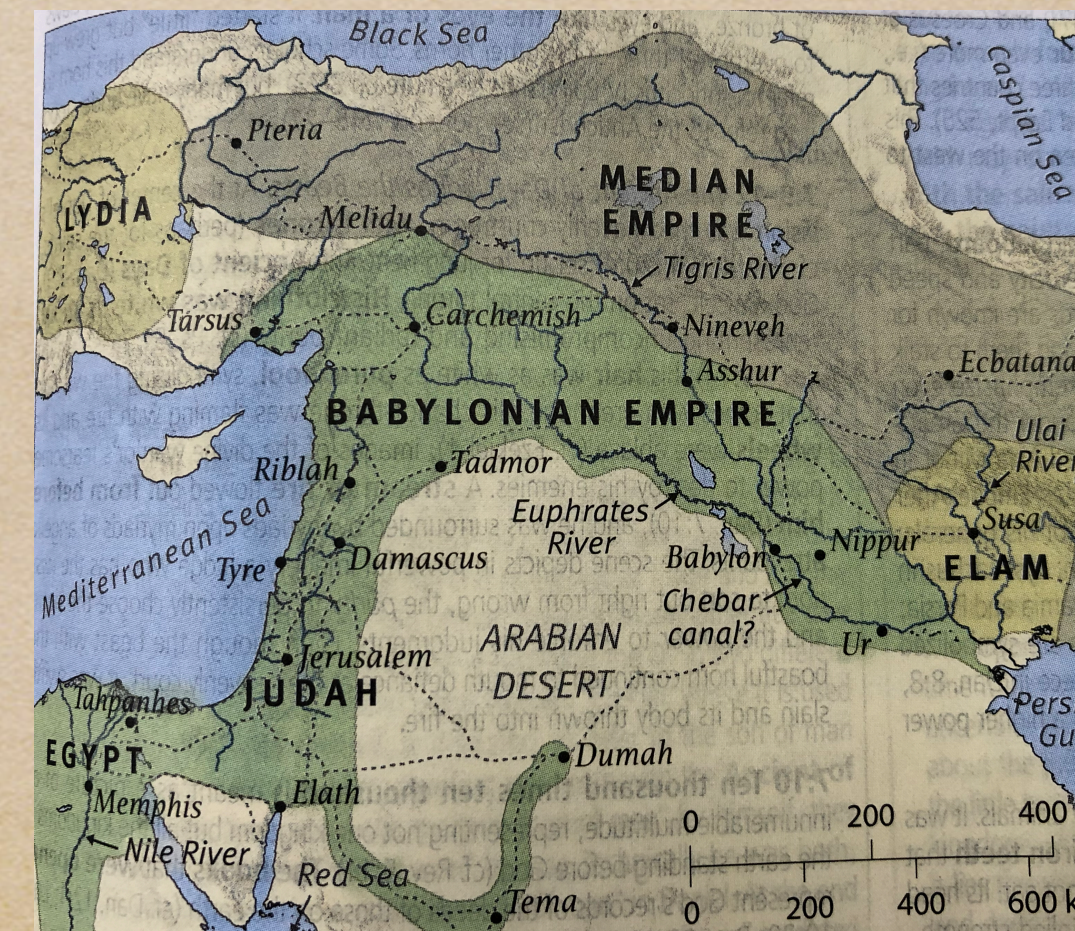 Black Sea
Caspian Sea
Pteria
MEDIAN
EMPIRE
LYDIA
Melidu
Tigris River
Tarsus
Carchemish
Nineveh
Asshur
Ecbatana
BABYLONIAN EMPIRE
Ulai
River
Riblah
Tadmor
Mediterranean Sea
Euphrates
River
Susa
Tyre
Damascus
Babylon
Nippur
ELAM
Chebar
canal?
ARABIAN
DESERT
Ur
Jerusalem
JUDAH
Tahpanhes
Pers
Gu
EGYPT
Dumah
Memphis
Elath
Nile River
Red Sea
Tema
0 200 400
0 200 400 600 k